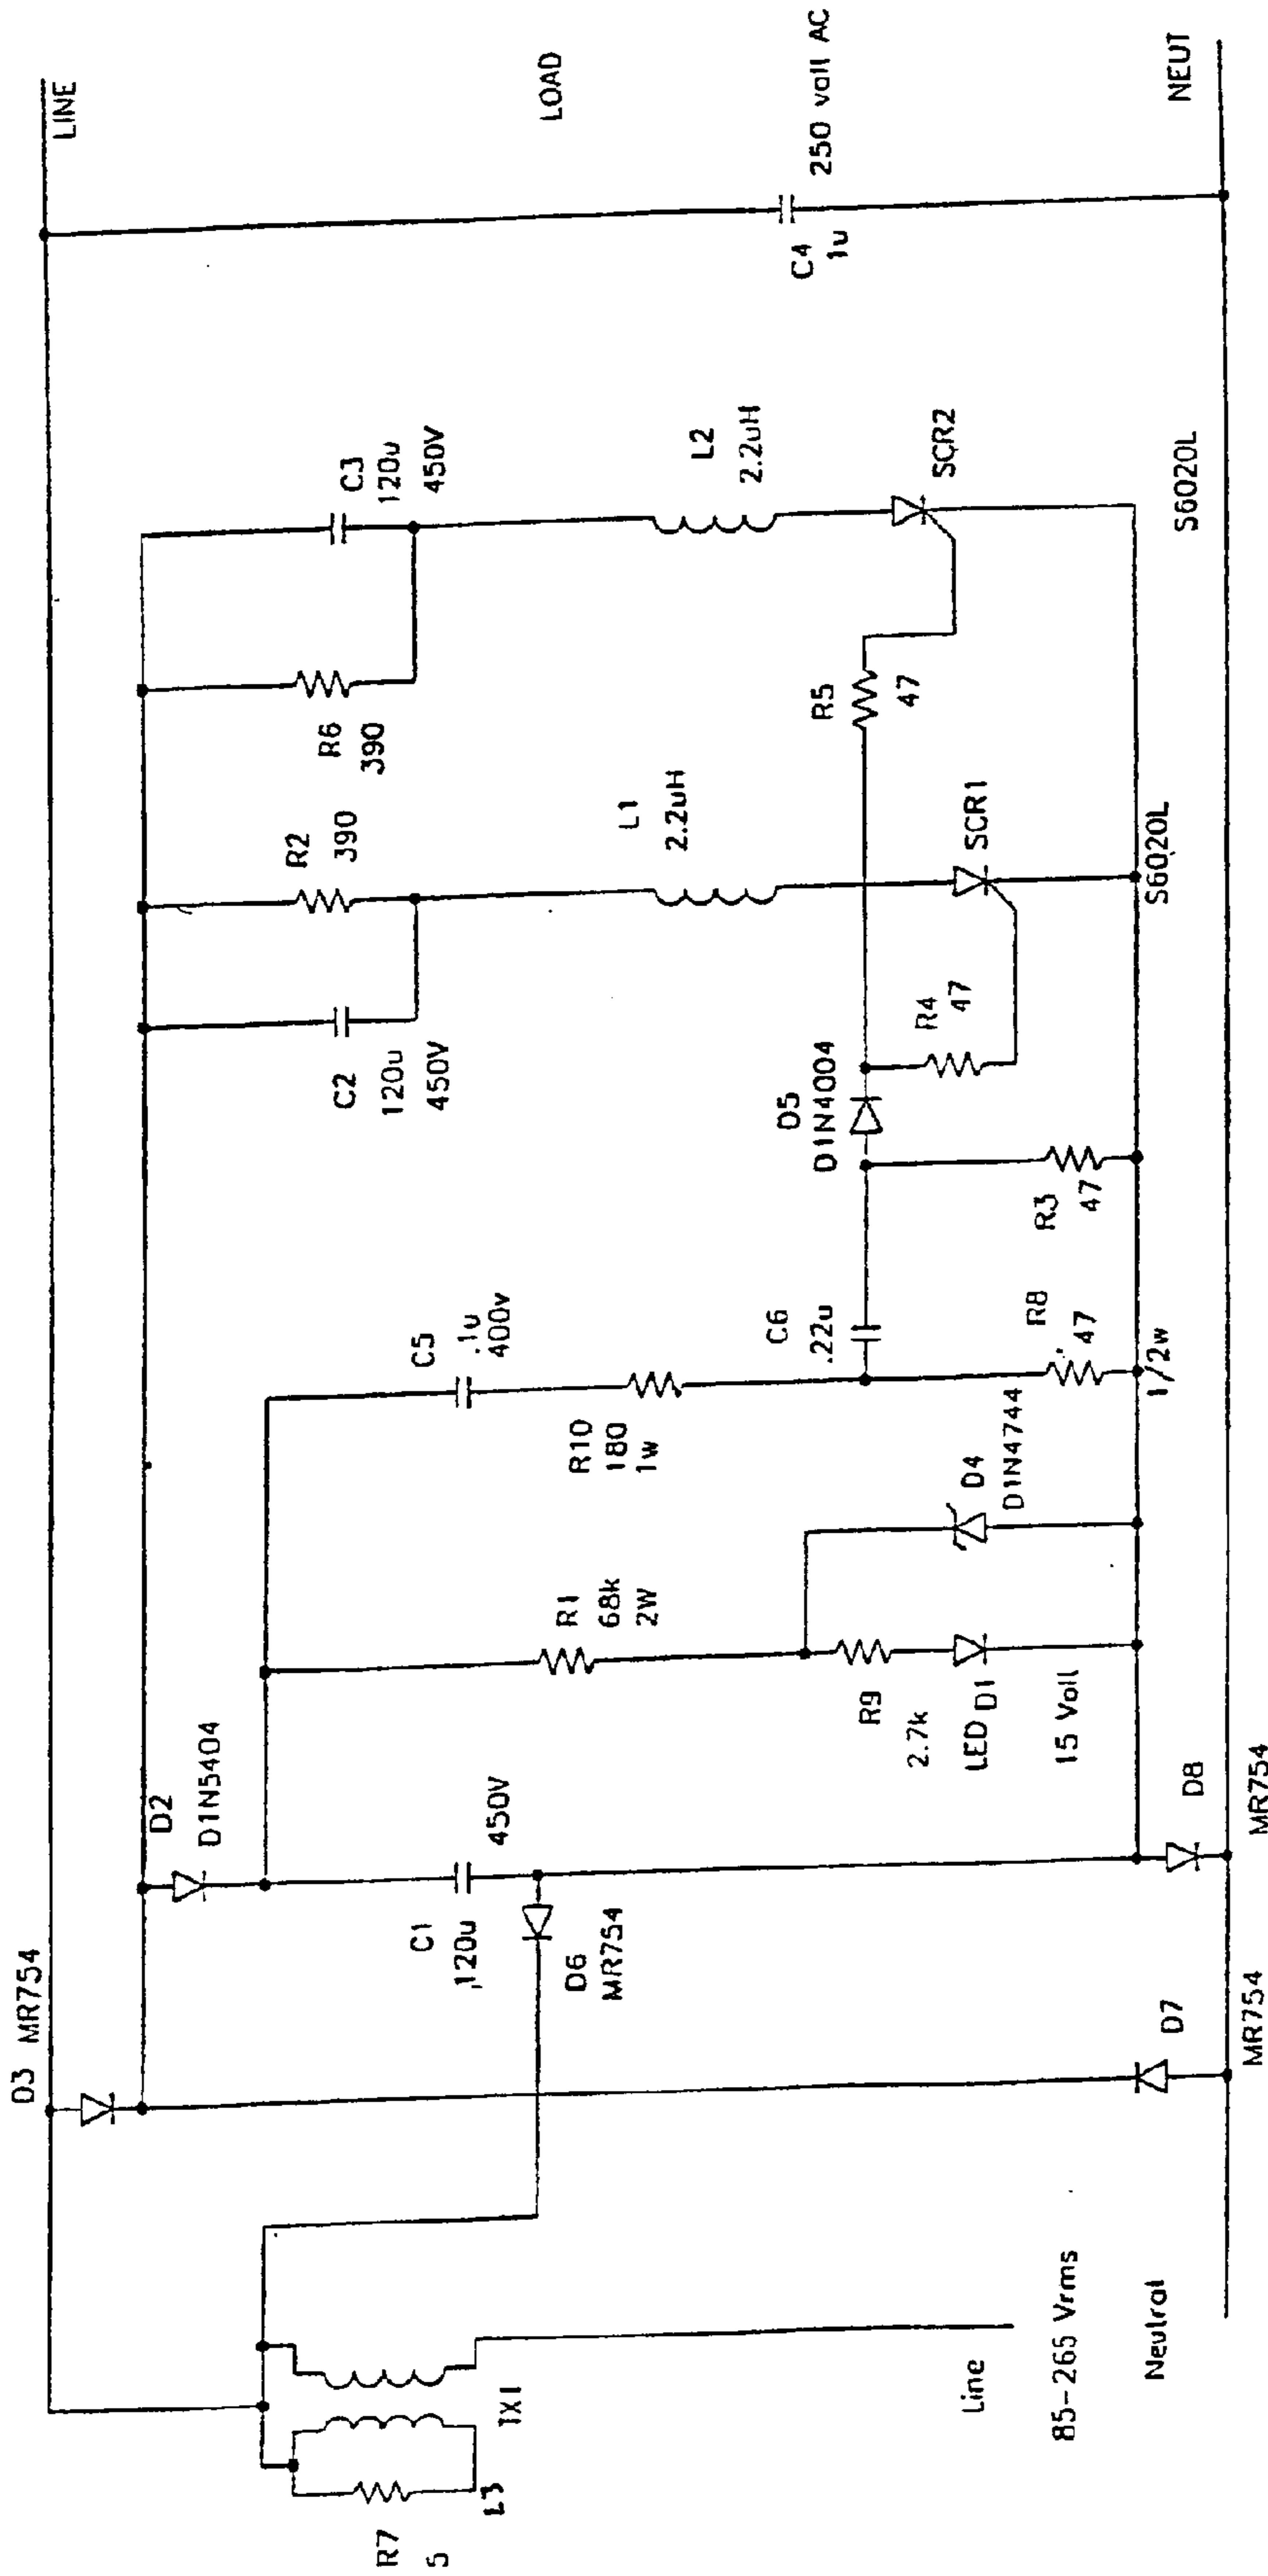 D3 MR754
LINE
D2
D1N5404
C1
120u
450V
D6
MR754
R1
68k
2W
R9
2.7k
LED D1
15 Volt
D4
D1N4744
C5
.1u
400v
R10
180
1w
C6
.22u
R8
47
1/2w
R3
47
D5
D1N4004
R4
47
C2
120u
450V
R2
390
L1
2.2uH
SCR1
S6020L
R6
390
C3
120u
450V
R5
47
L2
2.2uH
SCR2
S6020L
C4
1u
250 volt AC
LOAD
NEUT
R7
5
L3
TX1
Line
85-265 Vrms
Neutral
D7
MR754
D8
MR754